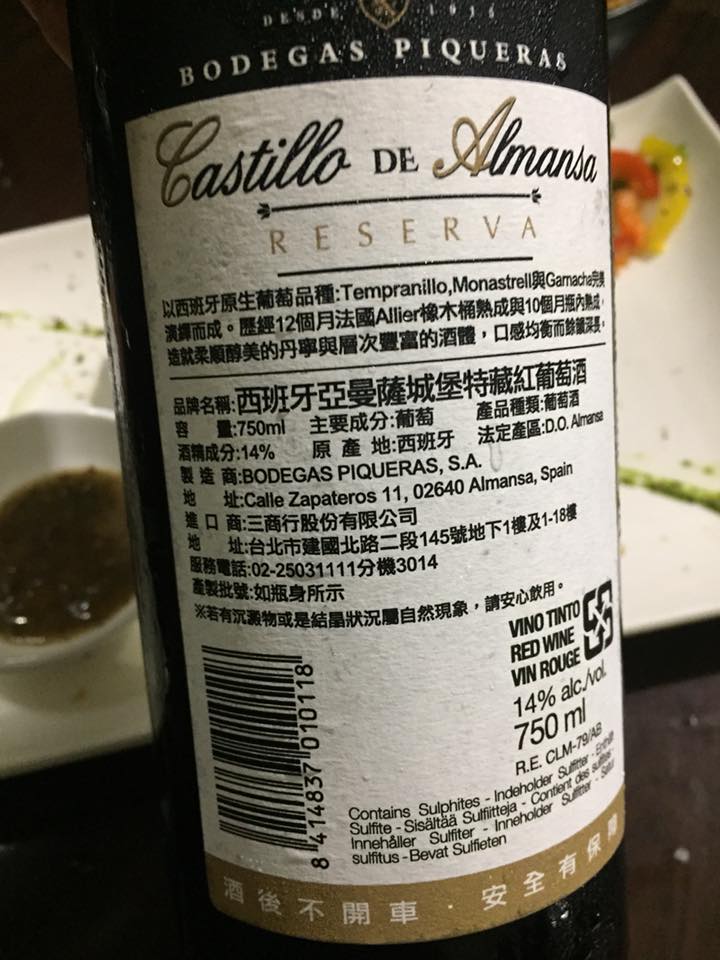 DESDE 1915
BODEGAS PIQUERAS
Castillo DE Almansa
RESERVA
以西班牙原生葡萄品種:Tempranillo,Monastrell與Garnacha完美
演繹而成。歷經12個月法國Allier橡木桶熟成與10個月瓶內熟成,
造就柔順醇美的丹寧與層次豐富的酒體,口感均衡而餘韻深長。
品牌名稱:西班牙亞曼薩城堡特藏紅葡萄酒
容 量:750ml 主要成分:葡萄 產品種類:葡萄酒
酒精成分:14% 原 產 地:西班牙 法定產區:D.O. Almansa
製 造 商:BODEGAS PIQUERAS, S.A.
地 址:Calle Zapateros 11, 02640 Almansa, Spain
進 口 商:三商行股份有限公司
地 址:台北市建國北路二段145號地下1樓及1-18樓
服務電話:02-25031111分機3014
產製批號:如瓶身所示
※若有沉澱物或是結晶狀況屬自然現象,請安心飲用。
VINO TINTO
RED WINE
VIN ROUGE
14% alc./vol.
750 ml
R.E. CLM-79/AB
8 414837 010118
Contains Sulphites - Indeholder Sulfitter - Enthält
Sulfite - Sisältää Sulfiitteja - Contient des sulfites -
Innehåller Sulfiter - Inneholder Sulfitter -
sulfitus - Bevat Sulfieten
酒後不開車 · 安全有保障